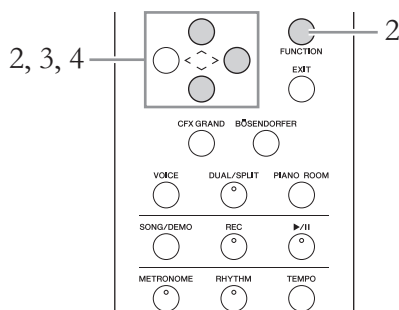 2
FUNCTION
2, 3, 4
EXIT
CFX GRAND BÖSENDORFER
VOICE DUAL/SPLIT PIANO ROOM
SONG/DEMO REC ►/II
METRONOME RHYTHM TEMPO